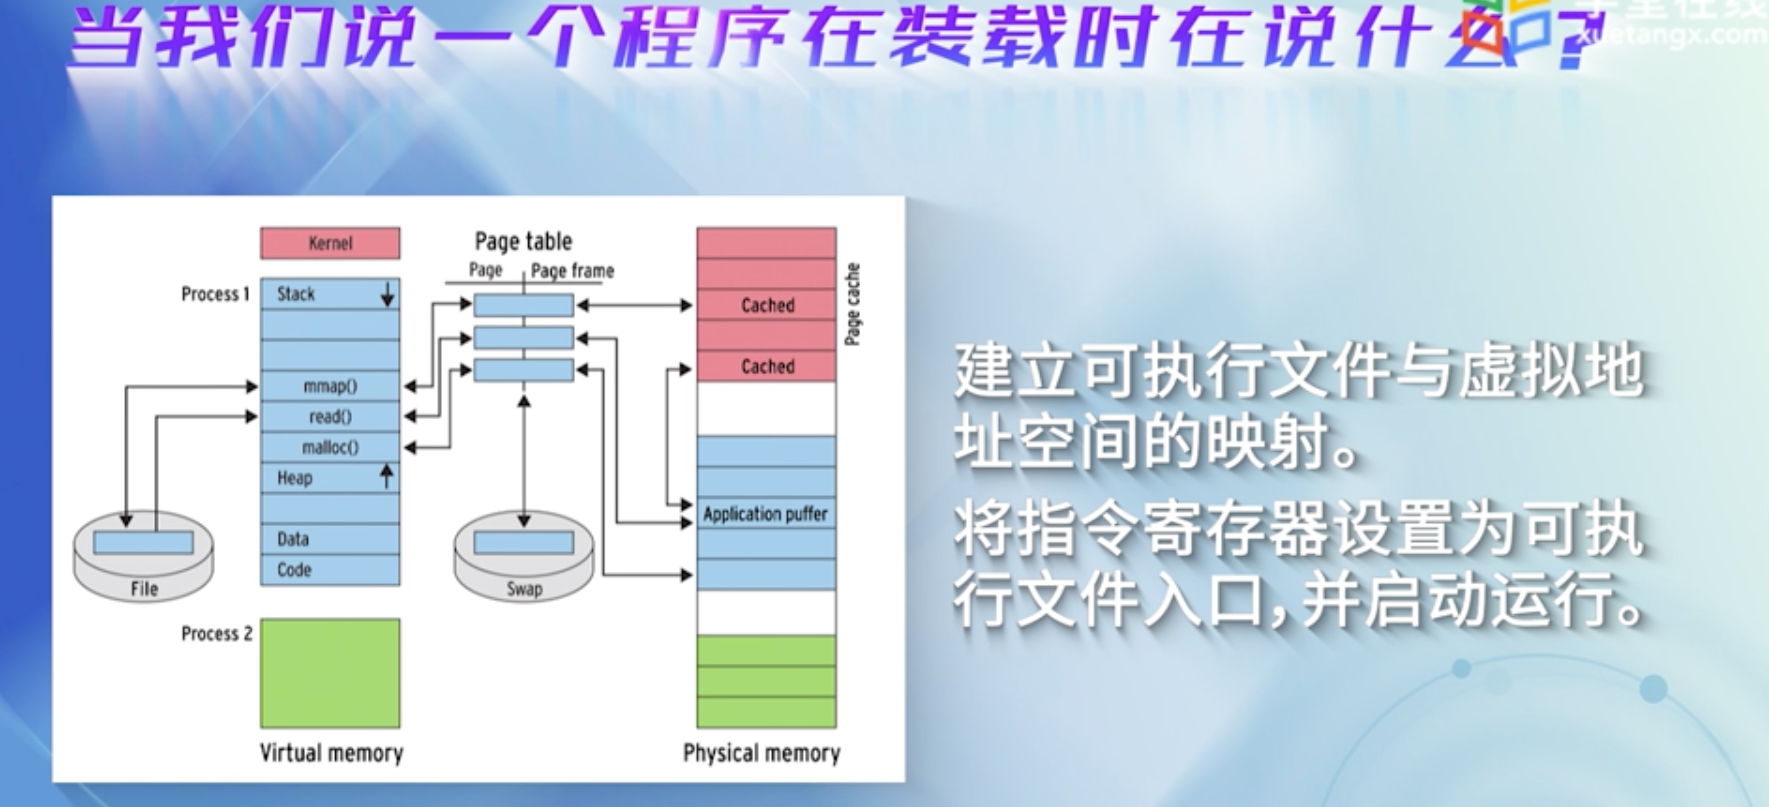 当我们说一个程序在装载时在说什么?
学堂在线
xuetangx.com
Kernel
Page table
Page
Page frame
Process 1
Stack
mmap()
read()
malloc()
Heap
Data
Code
File
Swap
Cached
Cached
Page cache
Application puffer
Process 2
Virtual memory
Physical memory
建立可执行文件与虚拟地
址空间的映射。
将指令寄存器设置为可执
行文件入口,并启动运行。